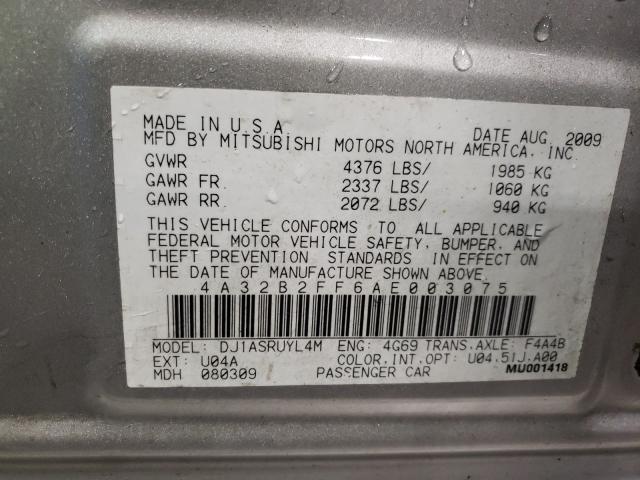 MADE IN U S A DATE AUG. 2009
MFD BY MITSUBISHI MOTORS NORTH AMERICA, INC
GVWR 4376 LBS/ 1985 KG
GAWR FR. 2337 LBS/ 1060 KG
GAWR RR. 2072 LBS/ 940 KG
THIS VEHICLE CONFORMS TO ALL APPLICABLE
FEDERAL MOTOR VEHICLE SAFETY, BUMPER, AND
THEFT PREVENTION STANDARDS IN EFFECT ON
THE DATE OF MANUFACTURE SHOWN ABOVE.
4A32B2FF6AE003075
MODEL: DJ1ASRUYL4M ENG: 4G69 TRANS.AXLE: F4A4B
EXT: U04A COLOR.INT.OPT: U04.51J.A00
MDH 080309 PASSENGER CAR MU001418